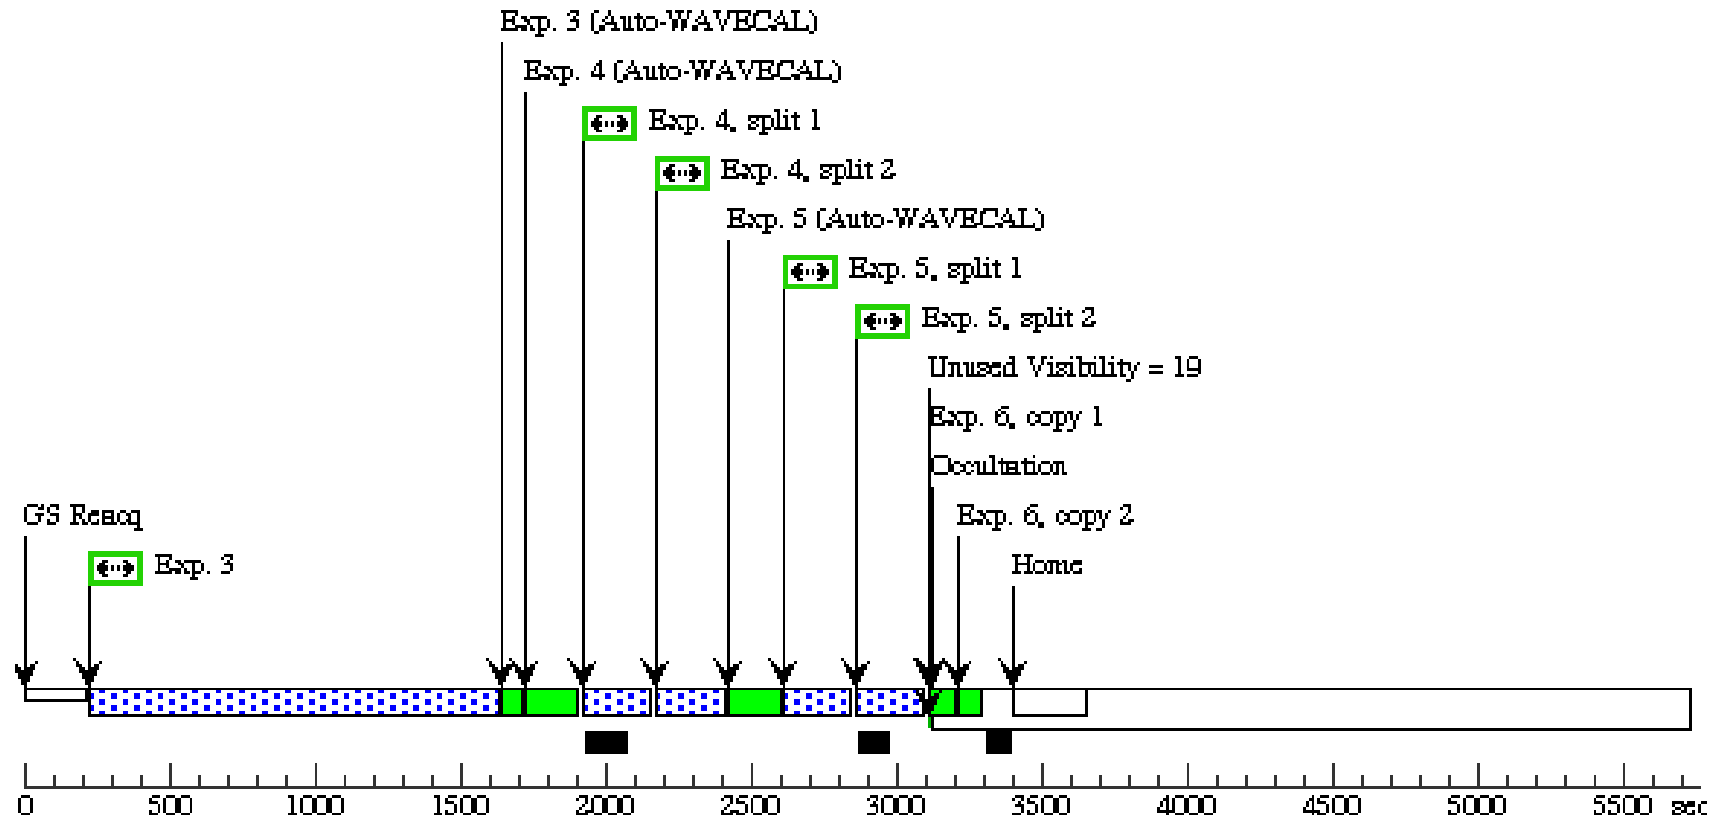 Exp. 3 (Auto-WAVECAL)
Exp. 4 (Auto-WAVECAL)
Exp. 4, split 1
Exp. 4, split 2
Exp. 5 (Auto-WAVECAL)
Exp. 5, split 1
Exp. 5, split 2
Unused Visibility = 19
Exp. 6, copy 1
Occultation
GS Reacq
Exp. 6, copy 2
Exp. 3
Home
0 500 1000 1500 2000 2500 3000 3500 4000 4500 5000 5500 sec